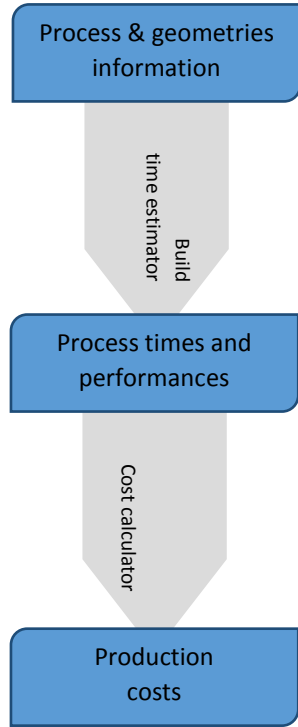 Process & geometries
information
Build
time estimator
Process times and
performances
Cost calculator
Production
costs